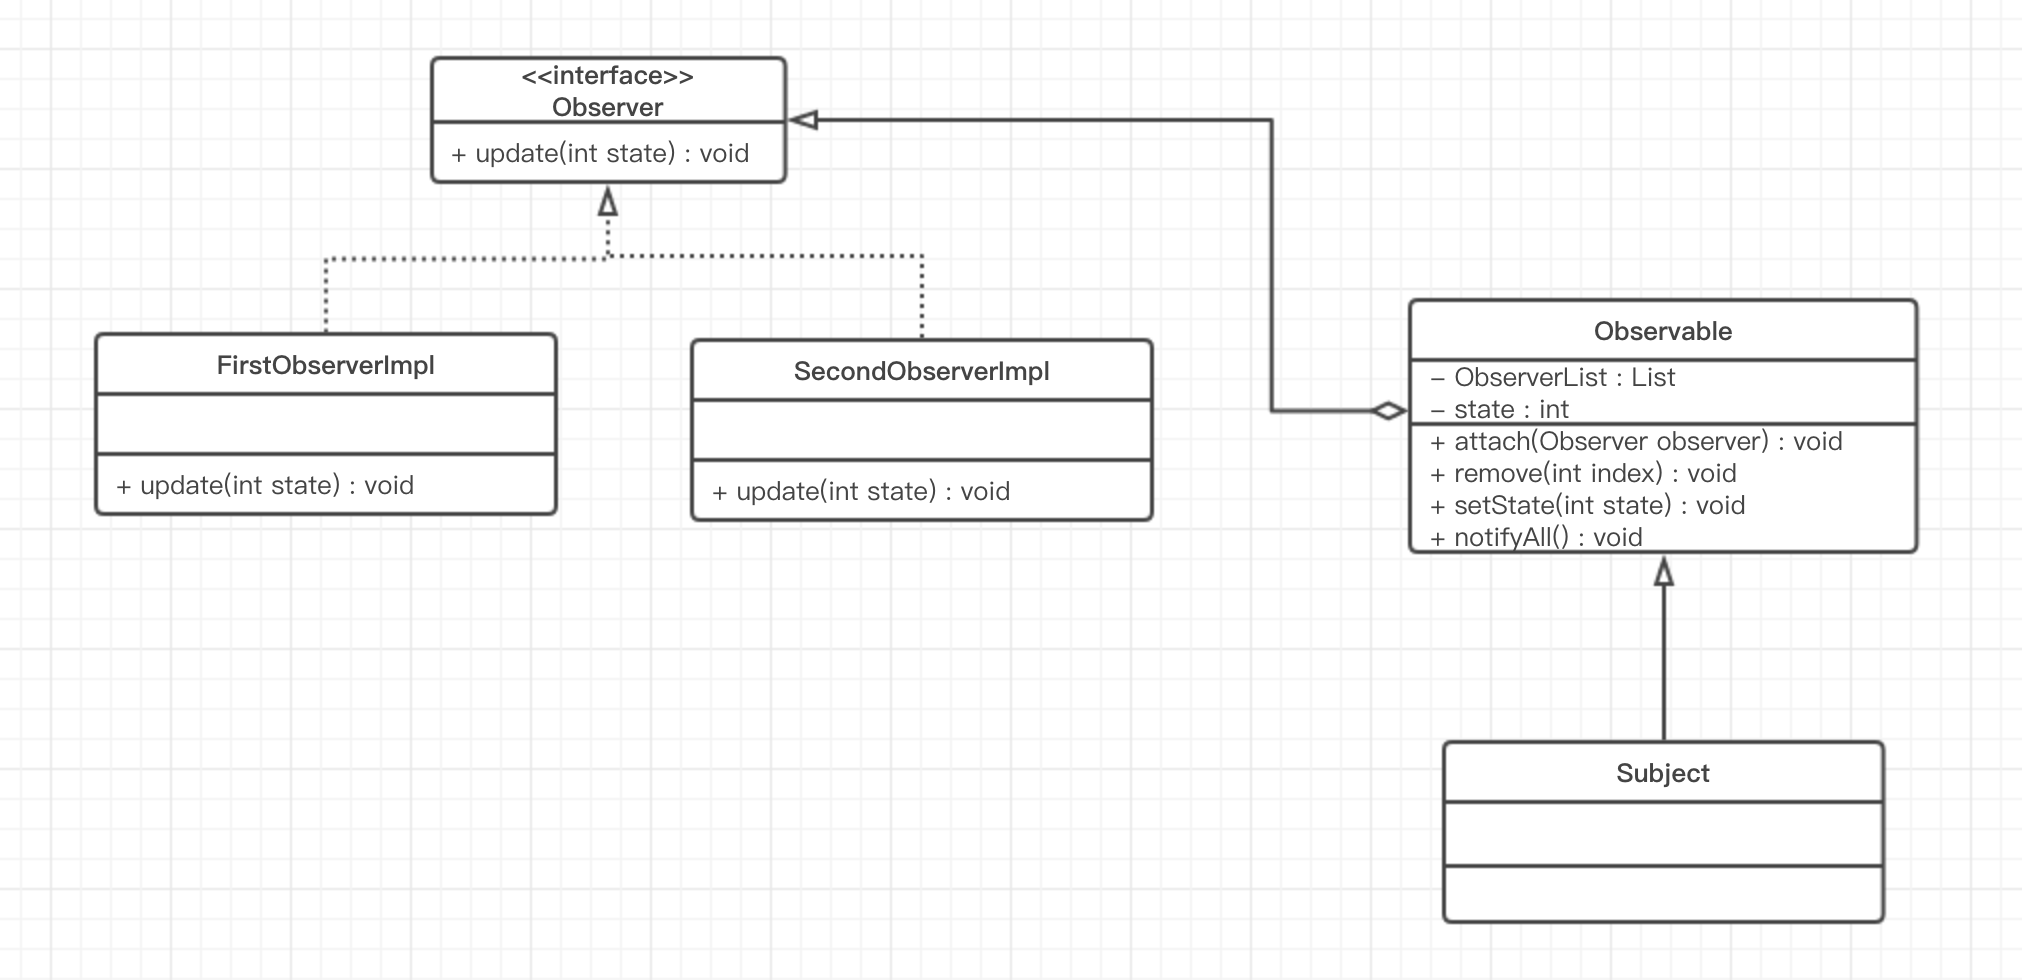 <<interface>>
Observer
+ update(int state) : void
FirstObserverImpl
+ update(int state) : void
SecondObserverImpl
+ update(int state) : void
Observable
– ObserverList : List
– state : int
+ attach(Observer observer) : void
+ remove(int index) : void
+ setState(int state) : void
+ notifyAll() : void
Subject